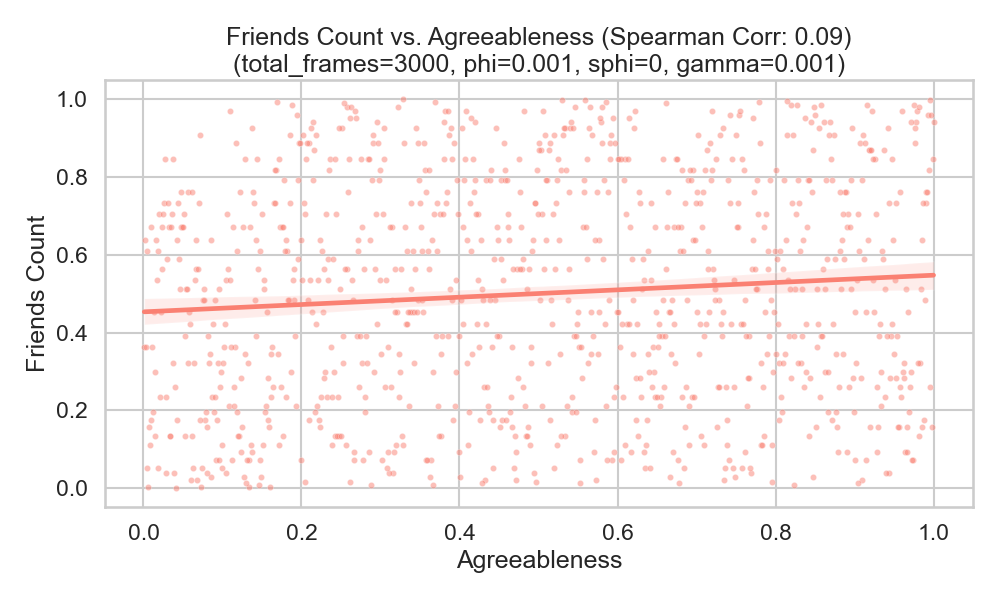 Friends Count vs. Agreeableness (Spearman Corr: 0.09)
(total_frames=3000, phi=0.001, sphi=0, gamma=0.001)
1.0
0.8
0.6
0.4
0.2
0.0
Friends Count
0.0 0.2 0.4 0.6 0.8 1.0
Agreeableness